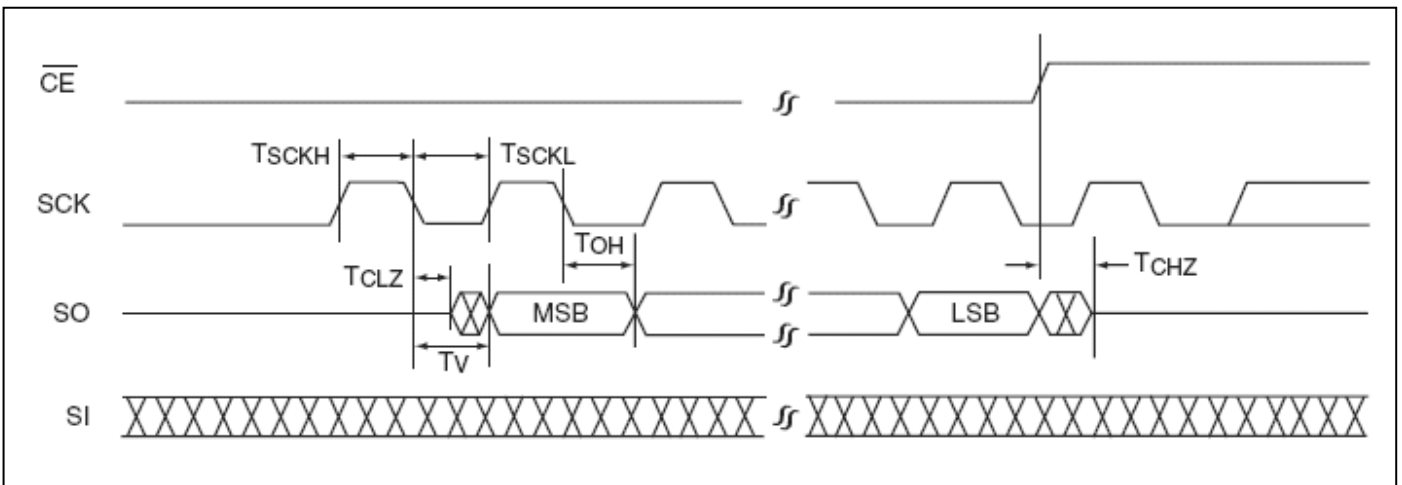 CE
TSCKH
TSCKL
SCK
TOH
TCLZ
TCHZ
SO
MSB
LSB
TV
SI